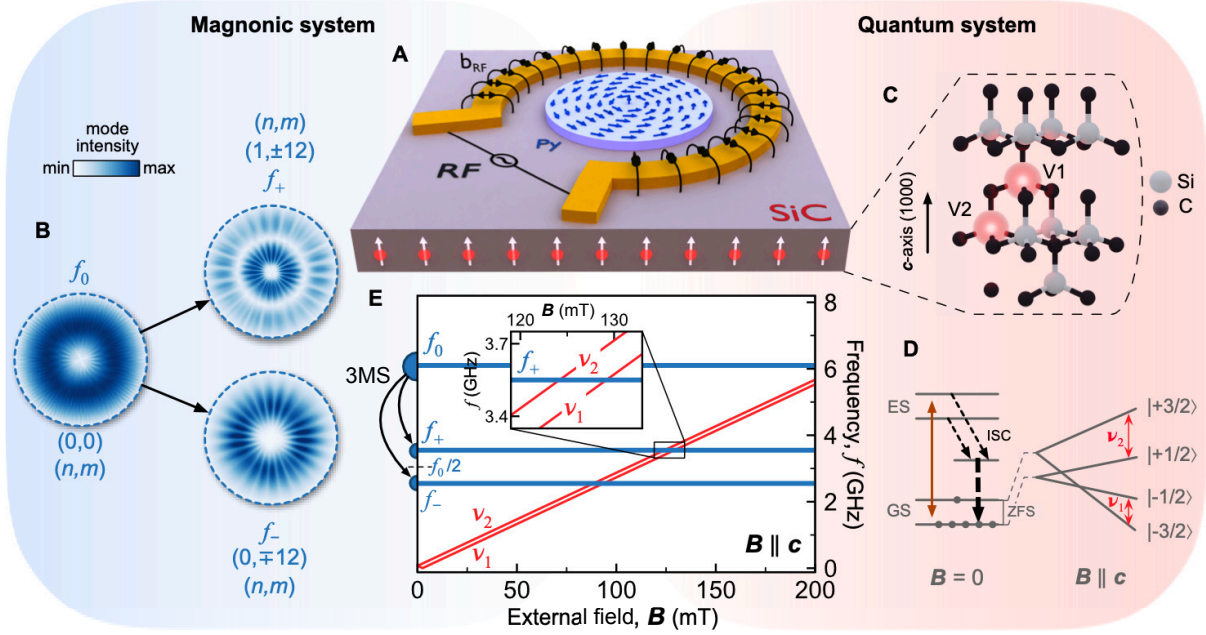 Magnonic system
Quantum system
A
b_RF
Py
RF
SiC
mode
intensity
min
max
(n,m)
(1,±12)
f₊
B
f₀
(0,0)
(n,m)
f₋
(0,∓12)
(n,m)
C
c-axis (1000)
V1
V2
Si
C
E
8
6
4
2
0
Frequency, f (GHz)
B (mT)
120
130
3.7
3.4
f (GHz)
f₊
ν₂
ν₁
f₀
3MS
f₊
f₀/2
f₋
ν₂
ν₁
B ∥ c
0
50
100
150
200
External field, B (mT)
D
ES
ISC
GS
ZFS
|+3/2⟩
ν₂
|+1/2⟩
|-1/2⟩
ν₁
|-3/2⟩
B = 0
B ∥ c